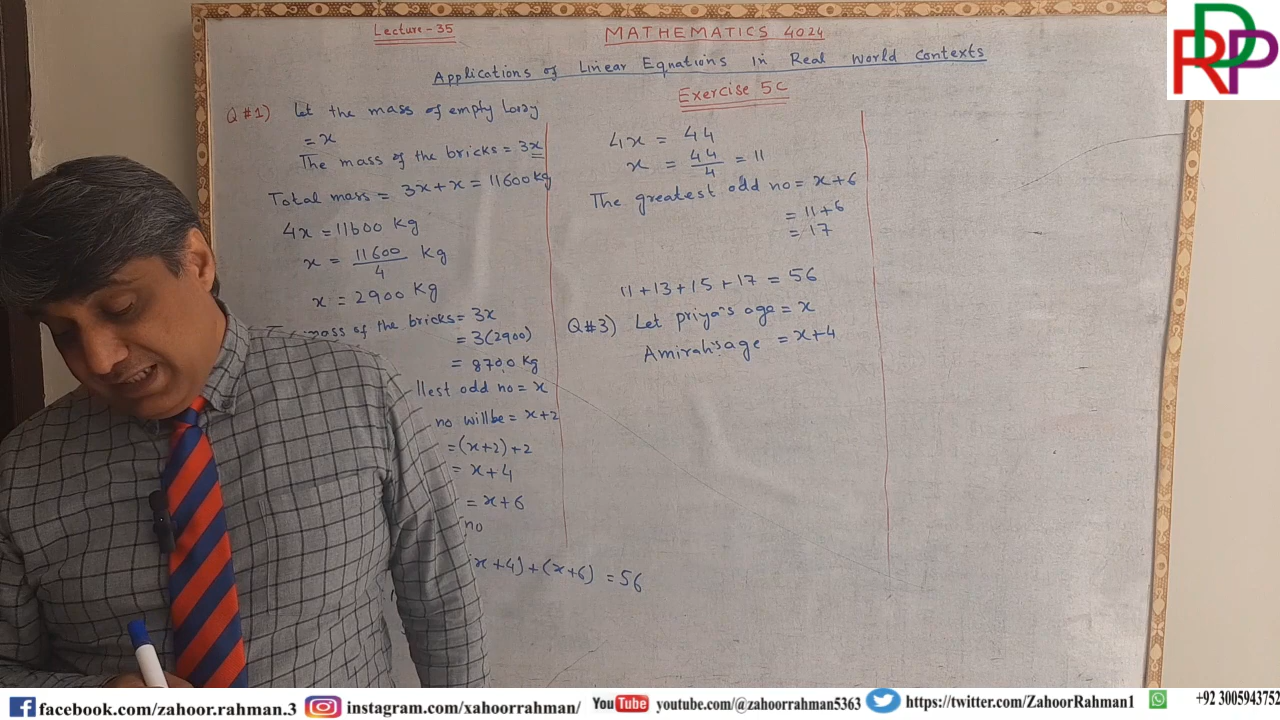 Lecture-35
MATHEMATICS 4024
Applications of Linear Equations in Real world contexts
Exercise 5C
Q#1) Let the mass of empty Lorry
= x
The mass of the bricks = 3x
Total mass = 3x + x = 11600 kg
4x = 11600 kg
x = 11600/4 kg
x = 2900 kg
mass of the bricks = 3x
= 3(2900)
= 8700 kg
llest odd no = x
no will be = x+2
= (x+2)+2
= x+4
= x+6
no
x+4)+(x+6) = 56
4x = 44
x = 44/4 = 11
The greatest odd no = x+6
= 11+6
= 17
11+13+15+17 = 56
Q#3) Let priya's age = x
Amirah's age = x+4
RDP
facebook.com/zahoor.rahman.3
instagram.com/xahoorrahman/
YouTube youtube.com/@zahoorrahman5363
https://twitter.com/ZahoorRahman1
+92 3005943752